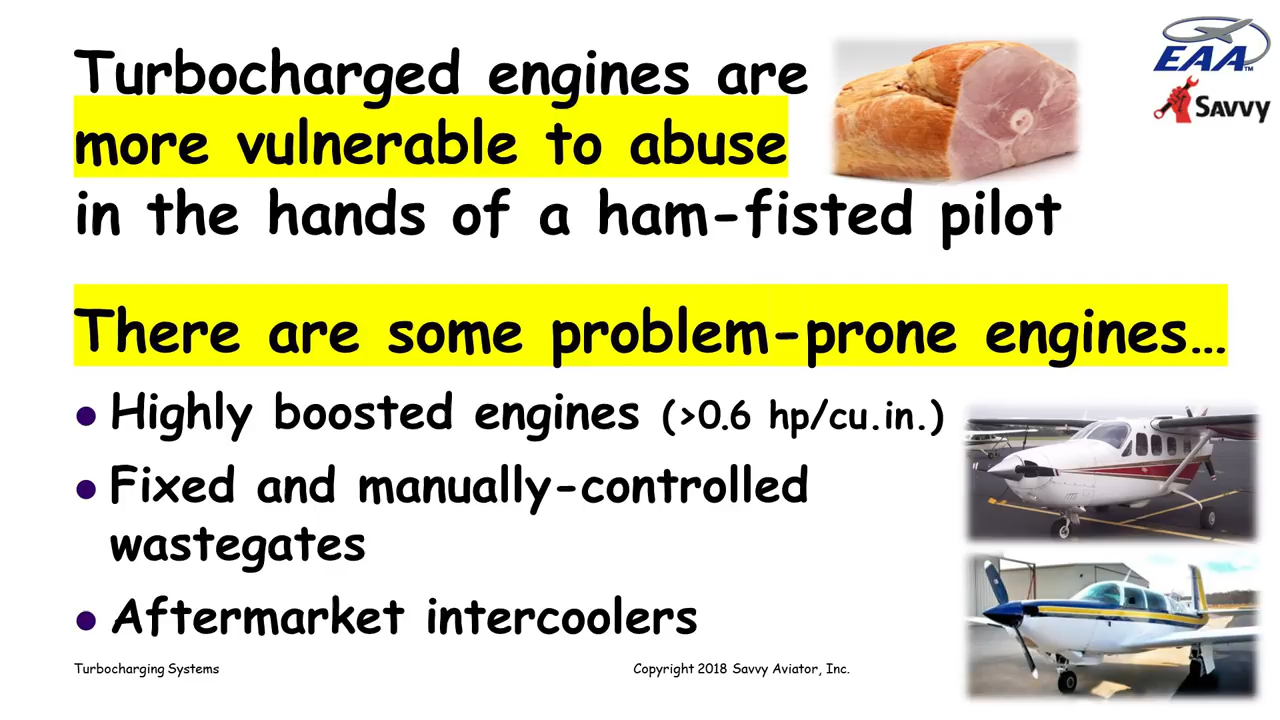 Turbocharged engines are
more vulnerable to abuse
in the hands of a ham-fisted pilot
EAA™
SAVVY
There are some problem-prone engines…
● Highly boosted engines (>0.6 hp/cu.in.)
● Fixed and manually-controlled
wastegates
● Aftermarket intercoolers
Turbocharging Systems
Copyright 2018 Savvy Aviator, Inc.